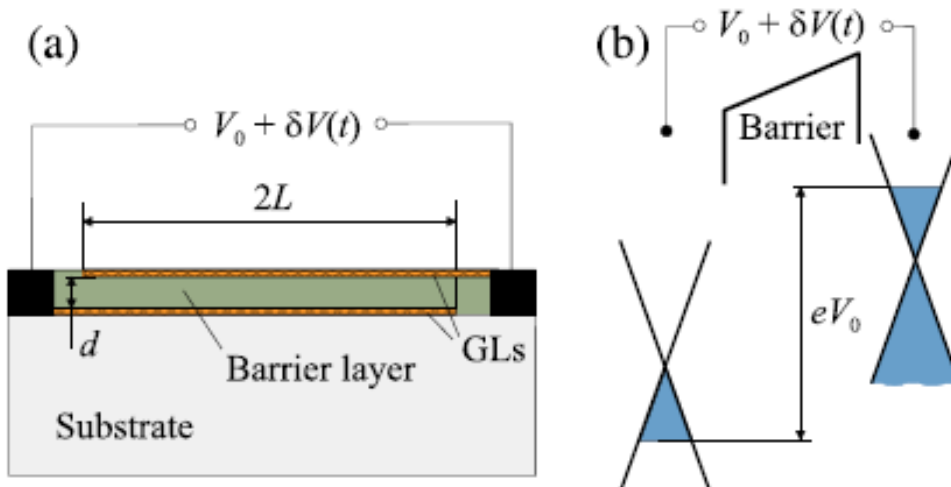 (a)
V₀ + δV(t)
2L
d
Barrier layer
GLs
Substrate
(b)
V₀ + δV(t)
Barrier
eV₀